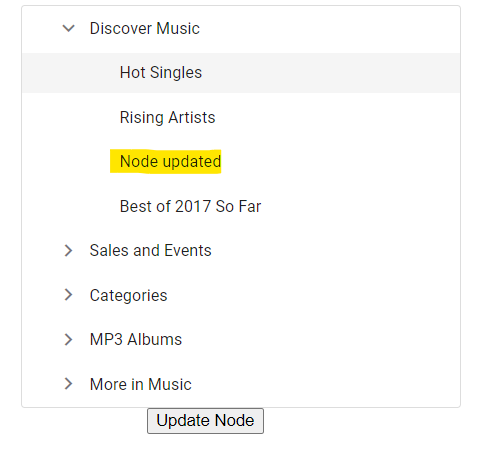 Discover Music
Hot Singles
Rising Artists
Node updated
Best of 2017 So Far
Sales and Events
Categories
MP3 Albums
More in Music
Update Node